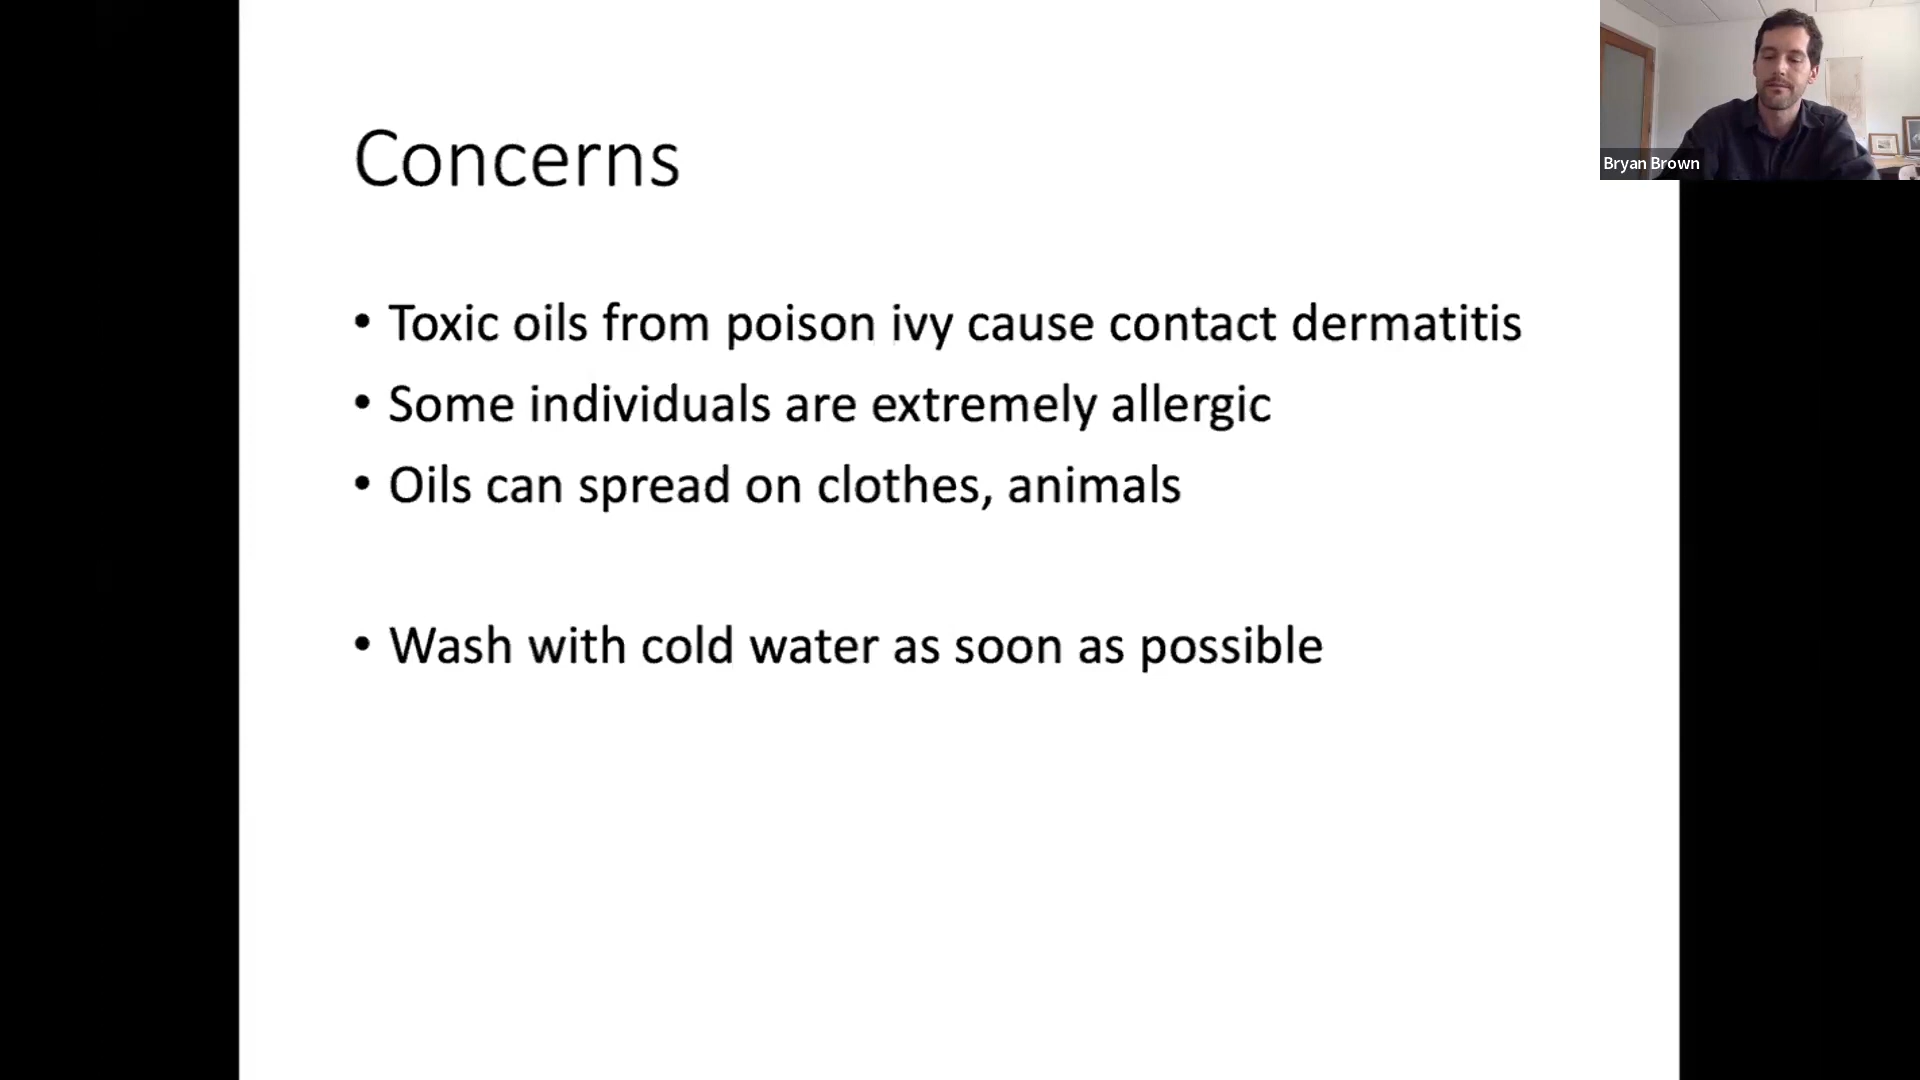 Concerns
• Toxic oils from poison ivy cause contact dermatitis
• Some individuals are extremely allergic
• Oils can spread on clothes, animals
• Wash with cold water as soon as possible
Bryan Brown